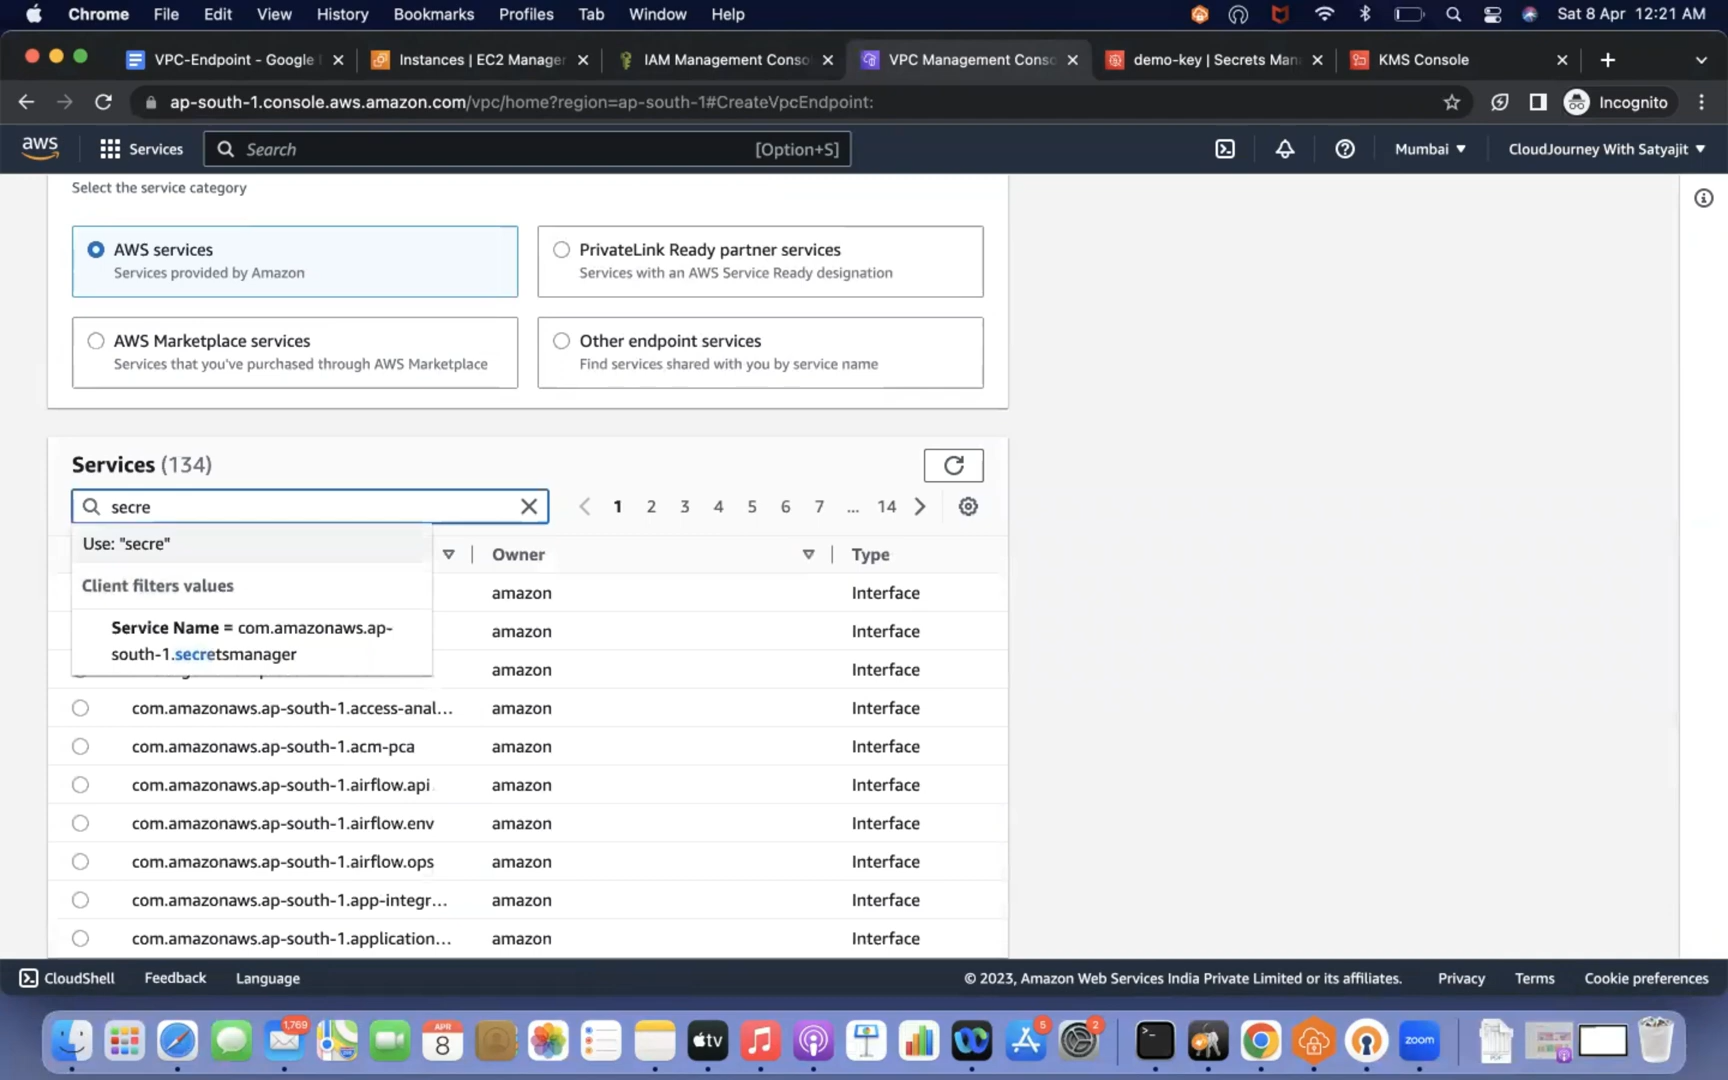 Chrome File Edit View History Bookmarks Profiles Tab Window Help Sat 8 Apr 12:21 AM
VPC-Endpoint - Google Instances | EC2 Manager IAM Management Conso VPC Management Conso demo-key | Secrets Man KMS Console
ap-south-1.console.aws.amazon.com/vpc/home?region=ap-south-1#CreateVpcEndpoint: Incognito
aws Services Search [Option+S] Mumbai CloudJourney With Satyajit
Select the service category
AWS services
Services provided by Amazon
PrivateLink Ready partner services
Services with an AWS Service Ready designation
AWS Marketplace services
Services that you've purchased through AWS Marketplace
Other endpoint services
Find services shared with you by service name
Services (134)
secre 1 2 3 4 5 6 7 ... 14
Use: "secre"
Client filters values
Service Name = com.amazonaws.ap-
south-1.secretsmanager
Owner Type
amazon Interface
amazon Interface
amazon Interface
com.amazonaws.ap-south-1.access-anal... amazon Interface
com.amazonaws.ap-south-1.acm-pca amazon Interface
com.amazonaws.ap-south-1.airflow.api amazon Interface
com.amazonaws.ap-south-1.airflow.env amazon Interface
com.amazonaws.ap-south-1.airflow.ops amazon Interface
com.amazonaws.ap-south-1.app-integr... amazon Interface
com.amazonaws.ap-south-1.application... amazon Interface
CloudShell Feedback Language © 2023, Amazon Web Services India Private Limited or its affiliates. Privacy Terms Cookie preferences
1,769 APR 8 tv 5 2 zoom